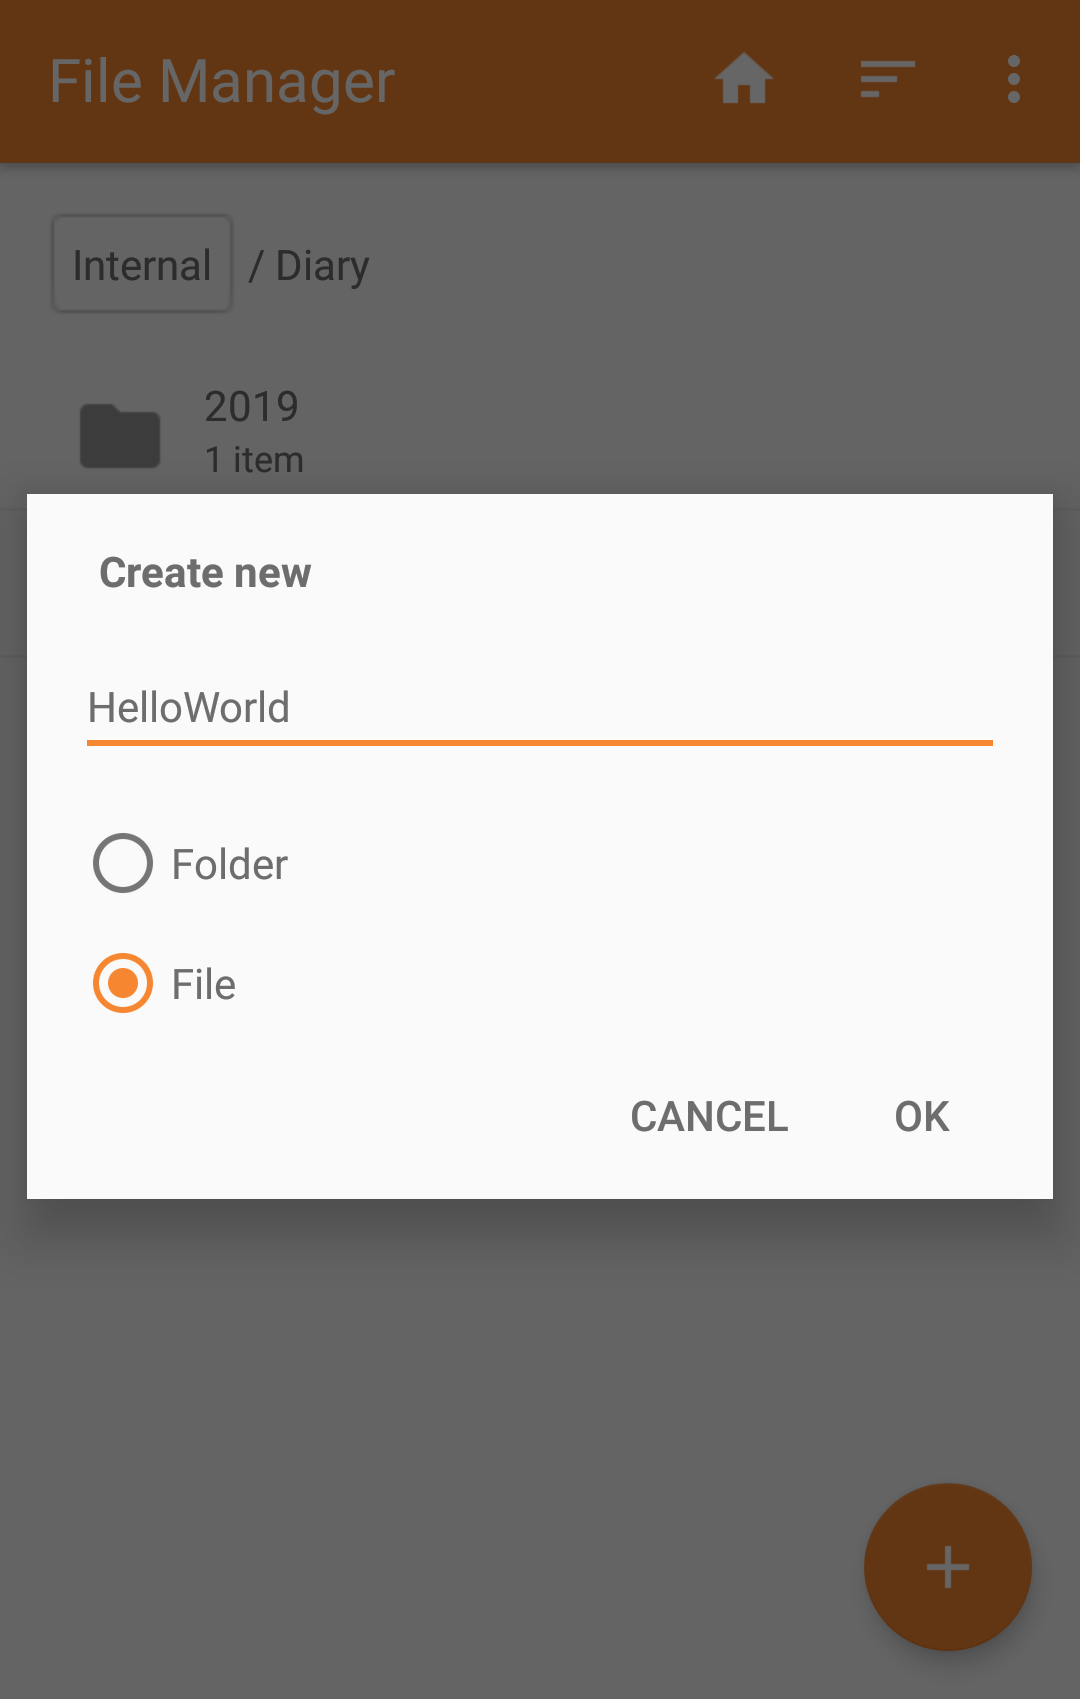 File Manager
Internal / Diary
2019
1 item
Create new
HelloWorld
Folder
File
CANCEL OK